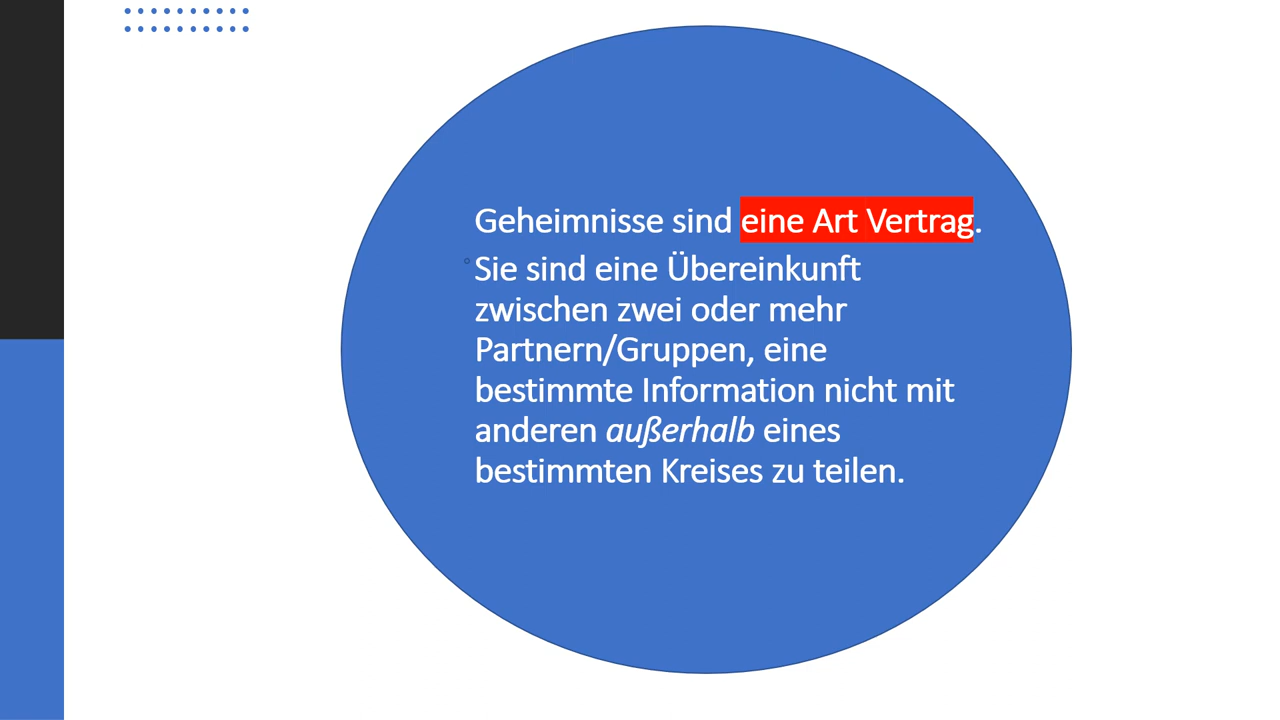 Geheimnisse sind eine Art Vertrag.
Sie sind eine Übereinkunft
zwischen zwei oder mehr
Partnern/Gruppen, eine
bestimmte Information nicht mit
anderen außerhalb eines
bestimmten Kreises zu teilen.